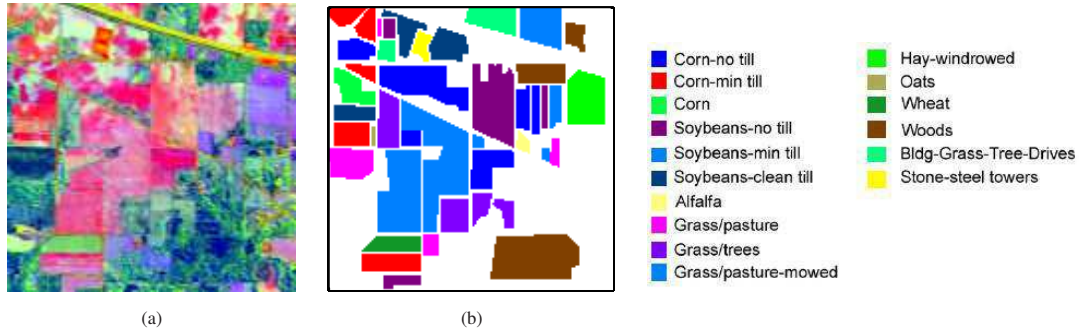 Corn-no till
Corn-min till
Corn
Soybeans-no till
Soybeans-min till
Soybeans-clean till
Alfalfa
Grass/pasture
Grass/trees
Grass/pasture-mowed
Hay-windrowed
Oats
Wheat
Woods
Bldg-Grass-Tree-Drives
Stone-steel towers
(a)
(b)